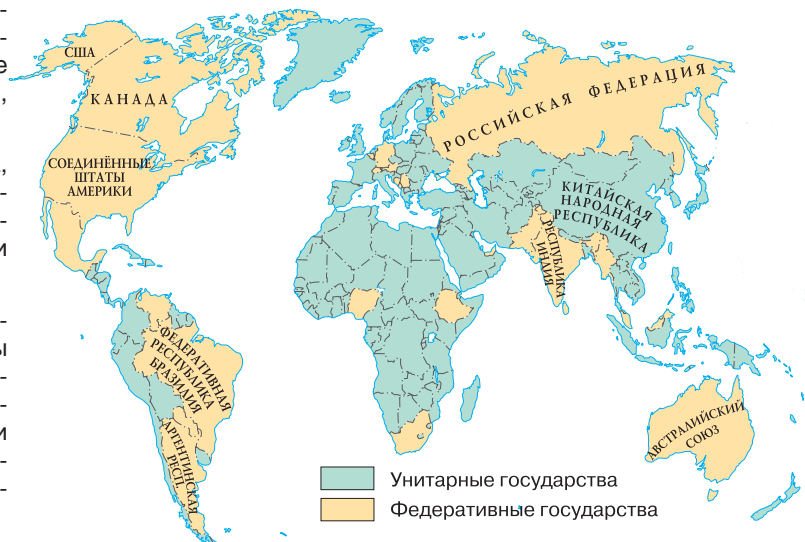 США
КАНАДА
СОЕДИНЁННЫЕ
ШТАТЫ
АМЕРИКИ
РОССИЙСКАЯ ФЕДЕРАЦИЯ
КИТАЙСКАЯ
НАРОДНАЯ
РЕСПУБЛИКА
РЕСПУБЛИКА
ИНДИЯ
ФЕДЕРАТИВНАЯ
РЕСПУБЛИКА
БРАЗИЛИЯ
АРГЕНТИНСКАЯ
РЕСП.
АВСТРАЛИЙСКИЙ
СОЮЗ
Унитарные государства
Федеративные государства